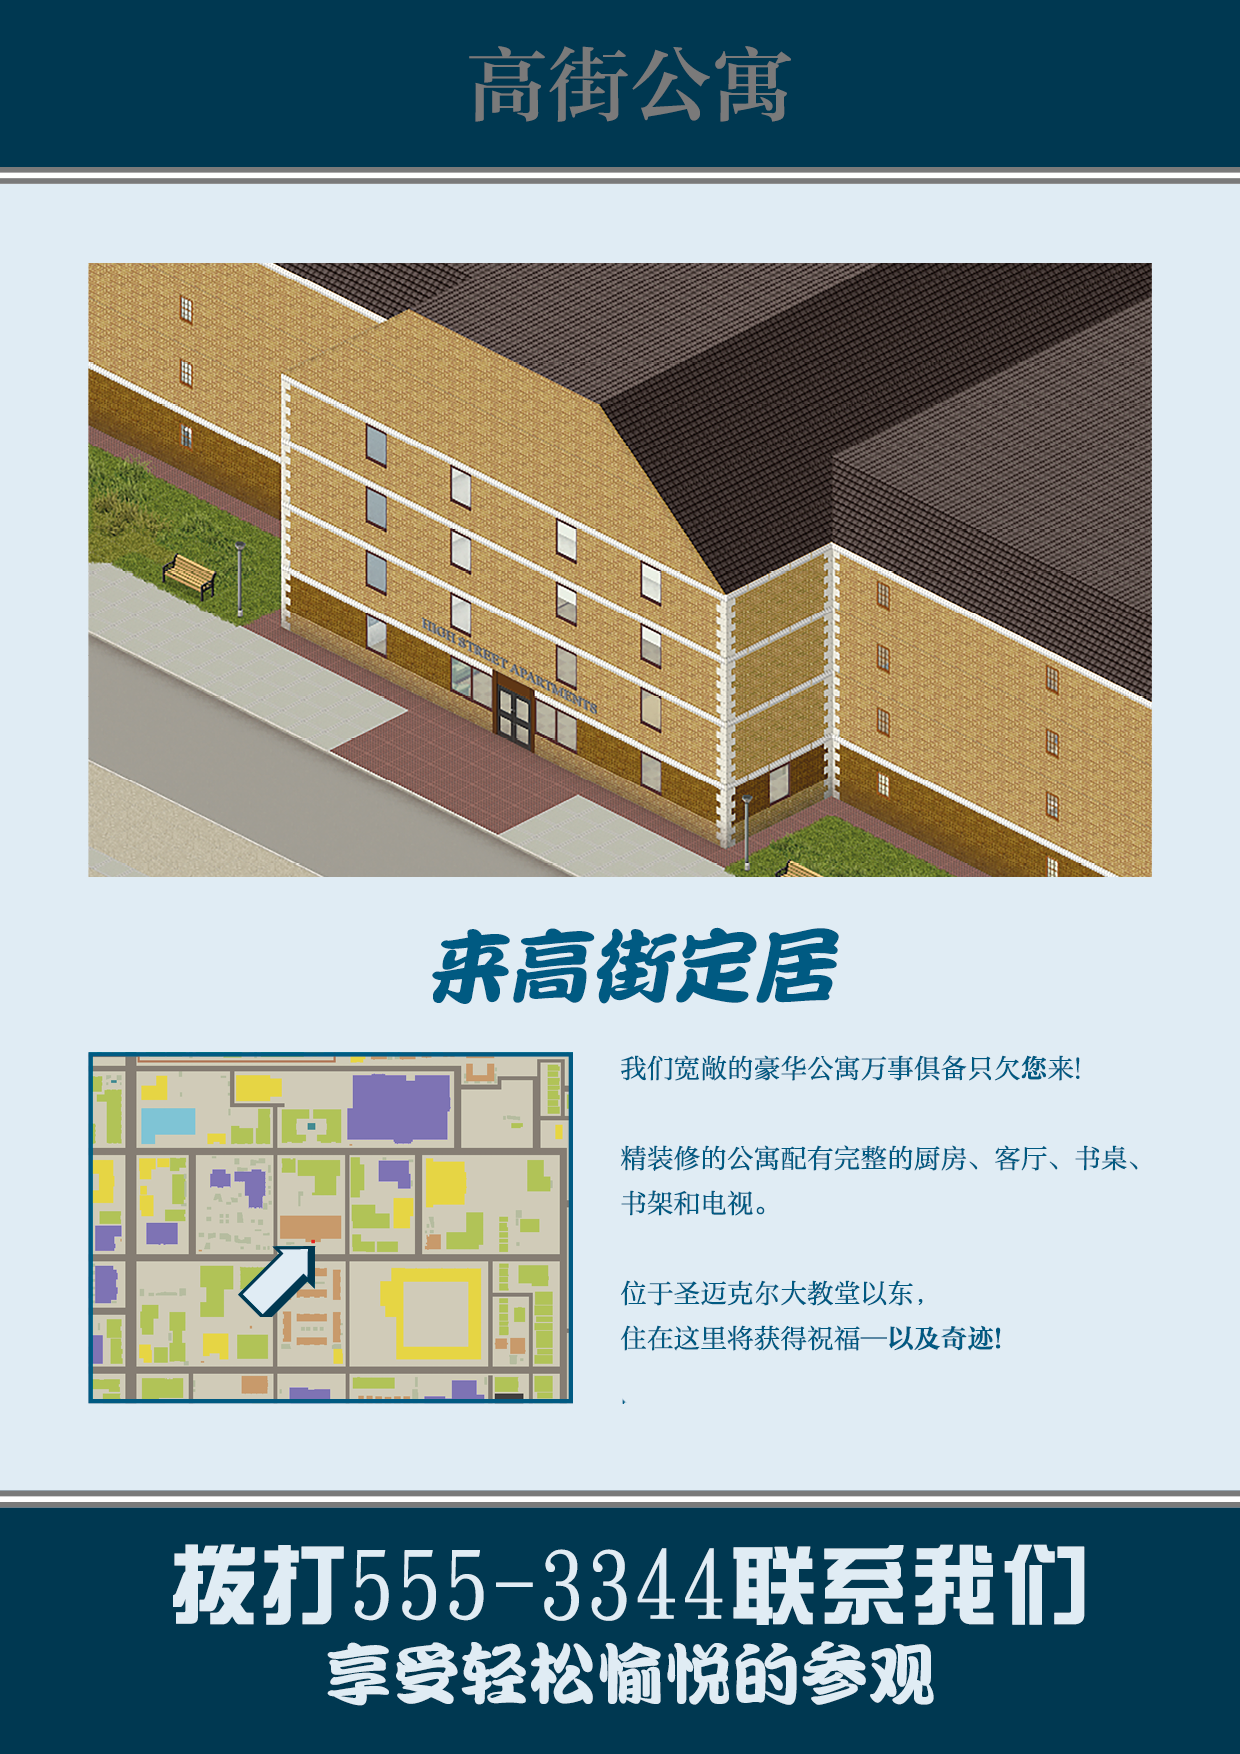 高街公寓
HIGH STREET APARTMENTS
来高街定居
我们宽敞的豪华公寓万事俱备只欠您来!
精装修的公寓配有完整的厨房、客厅、书桌、
书架和电视。
位于圣迈克尔大教堂以东,
住在这里将获得祝福—以及奇迹!
拨打555-3344联系我们
享受轻松愉悦的参观